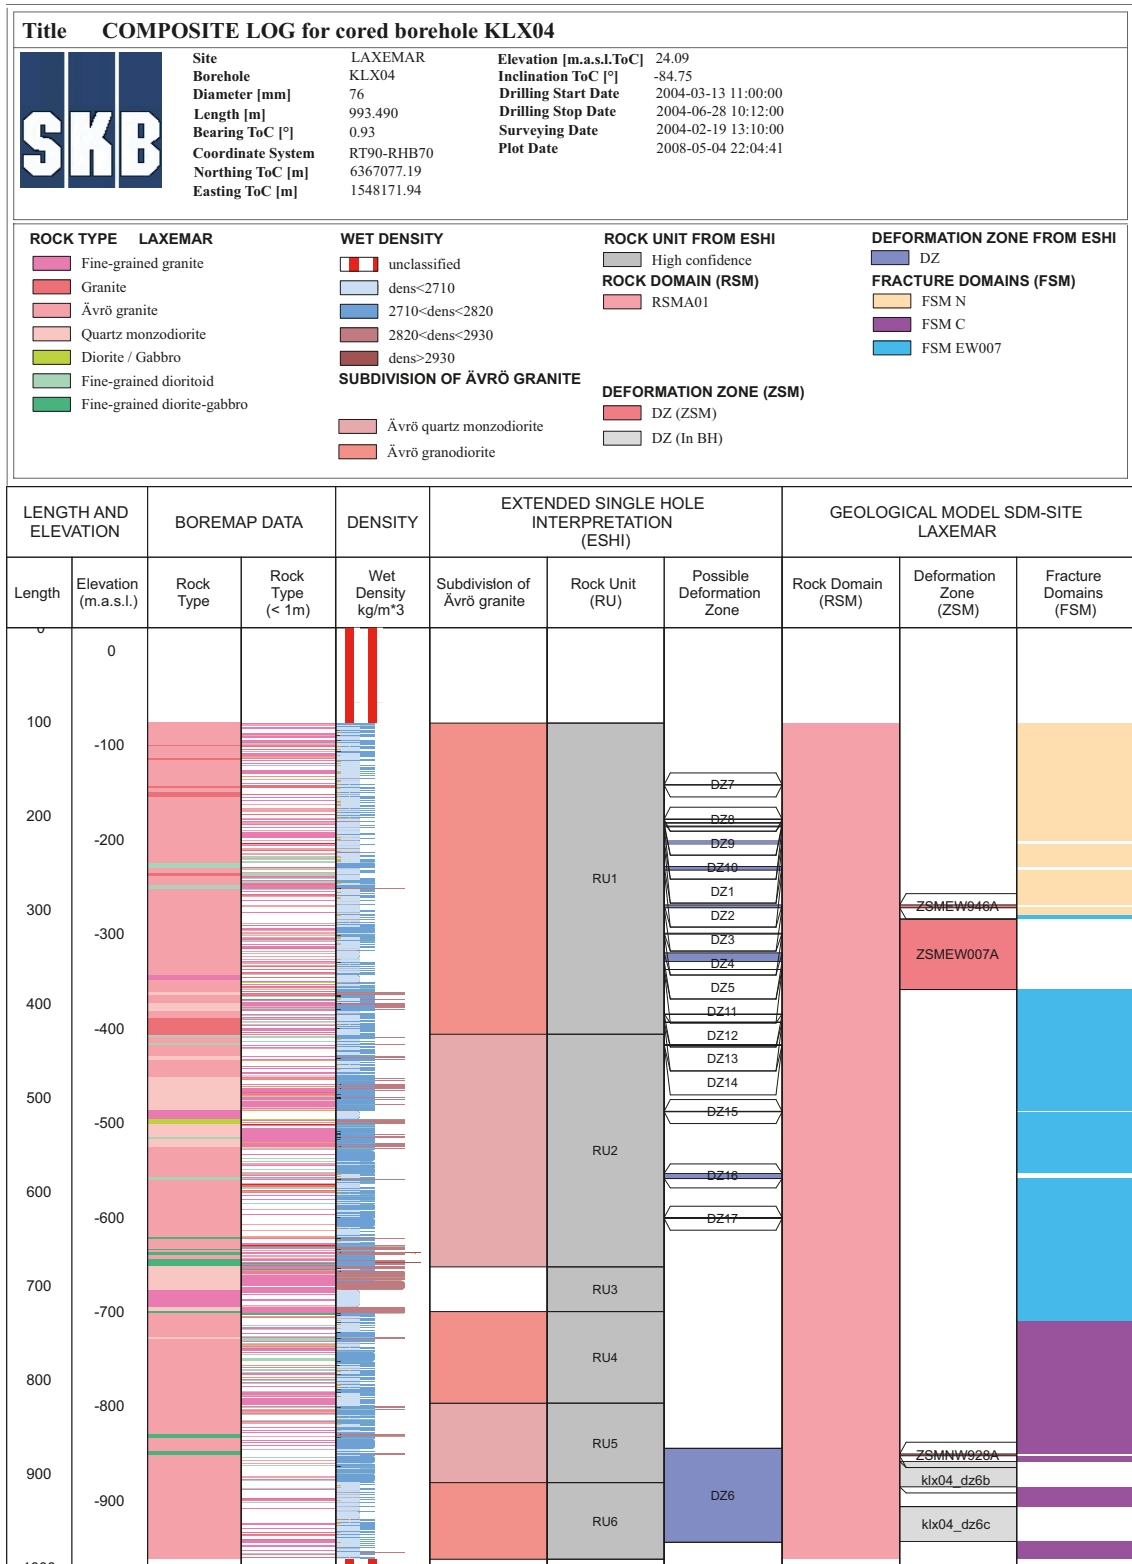 Title COMPOSITE LOG for cored borehole KLX04
SKB
Site LAXEMAR
Borehole KLX04
Diameter [mm] 76
Length [m] 993.490
Bearing ToC [°] 0.93
Coordinate System RT90-RHB70
Northing ToC [m] 6367077.19
Easting ToC [m] 1548171.94
Elevation [m.a.s.l.ToC] 24.09
Inclination ToC [°] -84.75
Drilling Start Date 2004-03-13 11:00:00
Drilling Stop Date 2004-06-28 10:12:00
Surveying Date 2004-02-19 13:10:00
Plot Date 2008-05-04 22:04:41
ROCK TYPE LAXEMAR
Fine-grained granite
Granite
Ävrö granite
Quartz monzodiorite
Diorite / Gabbro
Fine-grained dioritoid
Fine-grained diorite-gabbro
WET DENSITY
unclassified
dens<2710
2710<dens<2820
2820<dens<2930
dens>2930
SUBDIVISION OF ÄVRÖ GRANITE
Ävrö quartz monzodiorite
Ävrö granodiorite
ROCK UNIT FROM ESHI
High confidence
ROCK DOMAIN (RSM)
RSMA01
DEFORMATION ZONE (ZSM)
DZ (ZSM)
DZ (In BH)
DEFORMATION ZONE FROM ESHI
DZ
FRACTURE DOMAINS (FSM)
FSM N
FSM C
FSM EW007
LENGTH AND
ELEVATION
BOREMAP DATA
DENSITY
EXTENDED SINGLE HOLE
INTERPRETATION
(ESHI)
GEOLOGICAL MODEL SDM-SITE
LAXEMAR
Length
Elevation
(m.a.s.l.)
Rock
Type
Rock
Type
(< 1m)
Wet
Density
kg/m*3
Subdivision of
Ävrö granite
Rock Unit
(RU)
Possible
Deformation
Zone
Rock Domain
(RSM)
Deformation
Zone
(ZSM)
Fracture
Domains
(FSM)
0
100
200
300
400
500
600
700
800
900
1000
0
-100
-200
-300
-400
-500
-600
-700
-800
-900
RU1
RU2
RU3
RU4
RU5
RU6
DZ7
DZ8
DZ9
DZ10
DZ1
DZ2
DZ3
DZ4
DZ5
DZ11
DZ12
DZ13
DZ14
DZ15
DZ16
DZ17
DZ6
ZSMEW946A
ZSMEW007A
ZSMNW928A
klx04_dz6b
klx04_dz6c